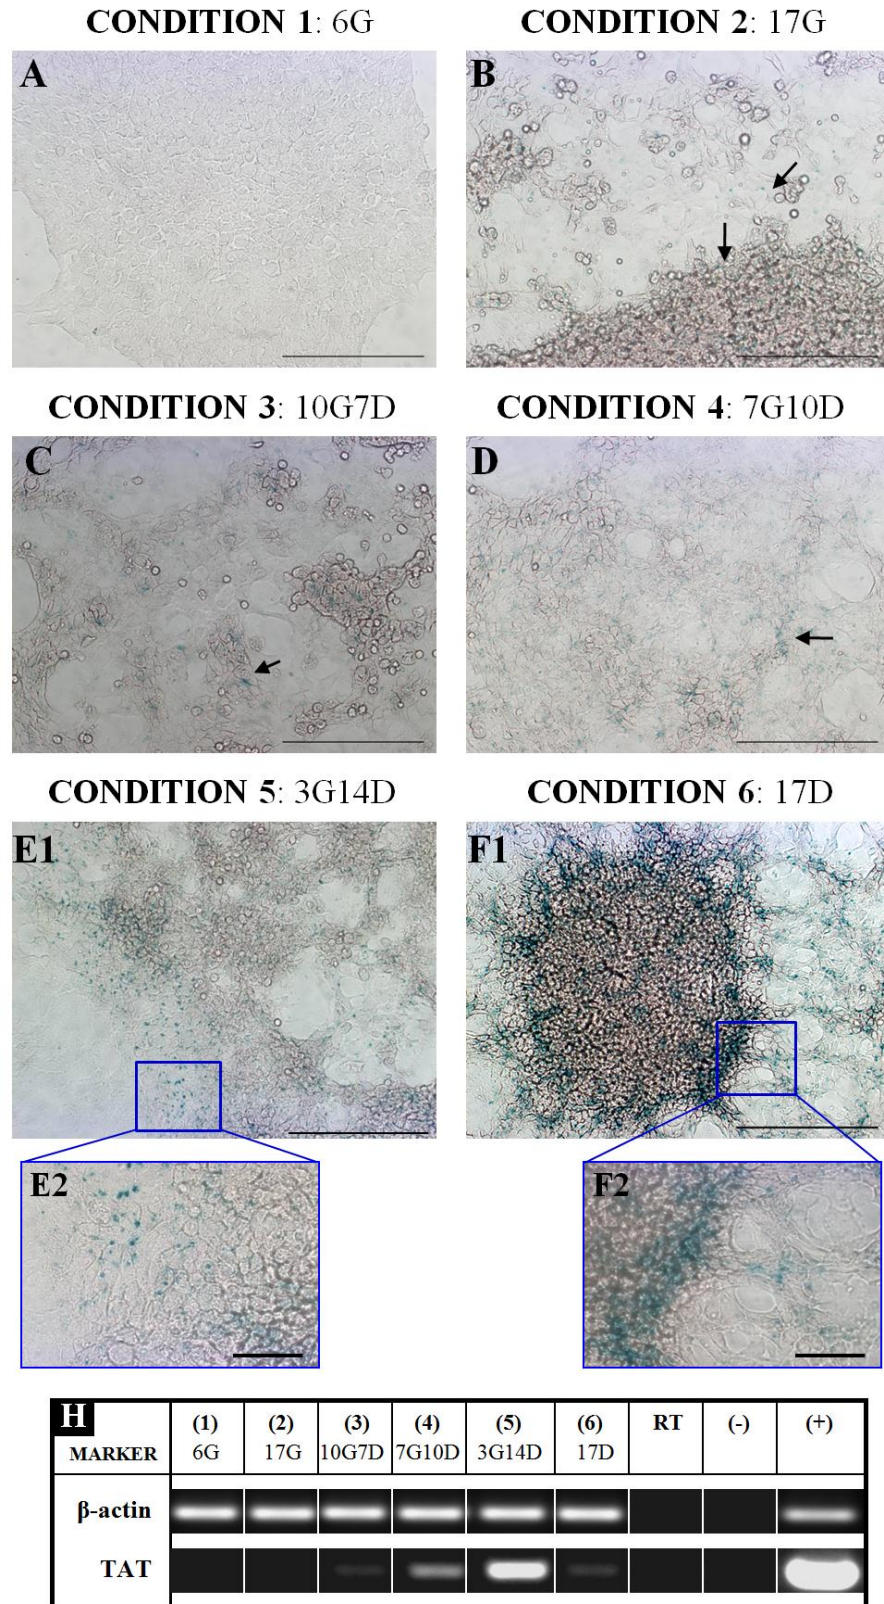 CONDITION 1: 6G
CONDITION 2: 17G
A
B
CONDITION 3: 10G7D
CONDITION 4: 7G10D
C
D
CONDITION 5: 3G14D
CONDITION 6: 17D
E1
F1
E2
F2
H
(1) (2) (3) (4) (5) (6) RT (-) (+)
MARKER 6G 17G 10G7D 7G10D 3G14D 17D
β-actin
TAT